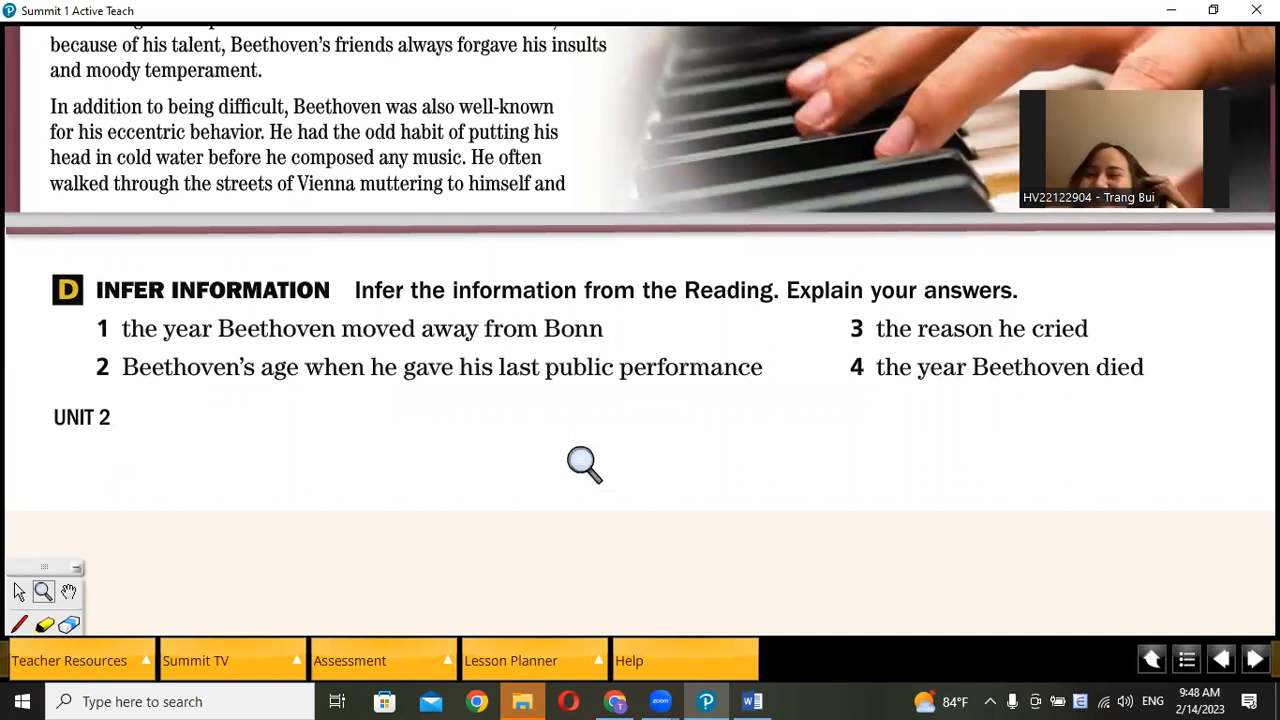 Summit 1 Active Teach
because of his talent, Beethoven's friends always forgave his insults
and moody temperament.
In addition to being difficult, Beethoven was also well-known
for his eccentric behavior. He had the odd habit of putting his
head in cold water before he composed any music. He often
walked through the streets of Vienna muttering to himself and
HV22122904 - Trang Bui
D INFER INFORMATION Infer the information from the Reading. Explain your answers.
1 the year Beethoven moved away from Bonn
2 Beethoven's age when he gave his last public performance
3 the reason he cried
4 the year Beethoven died
UNIT 2
Teacher Resources
Summit TV
Assessment
Lesson Planner
Help
Type here to search
zoom
84°F
ENG
9:48 AM
2/14/2023